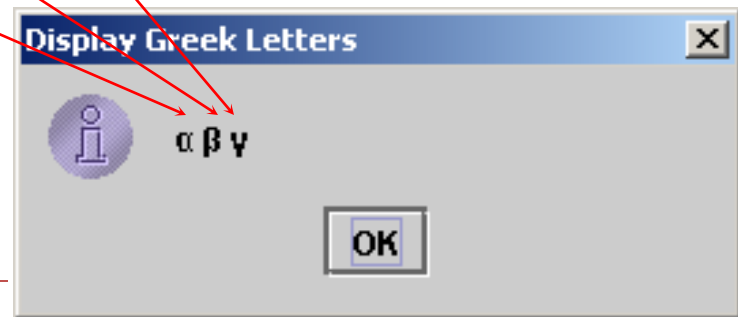 Display Greek Letters
α β γ
OK